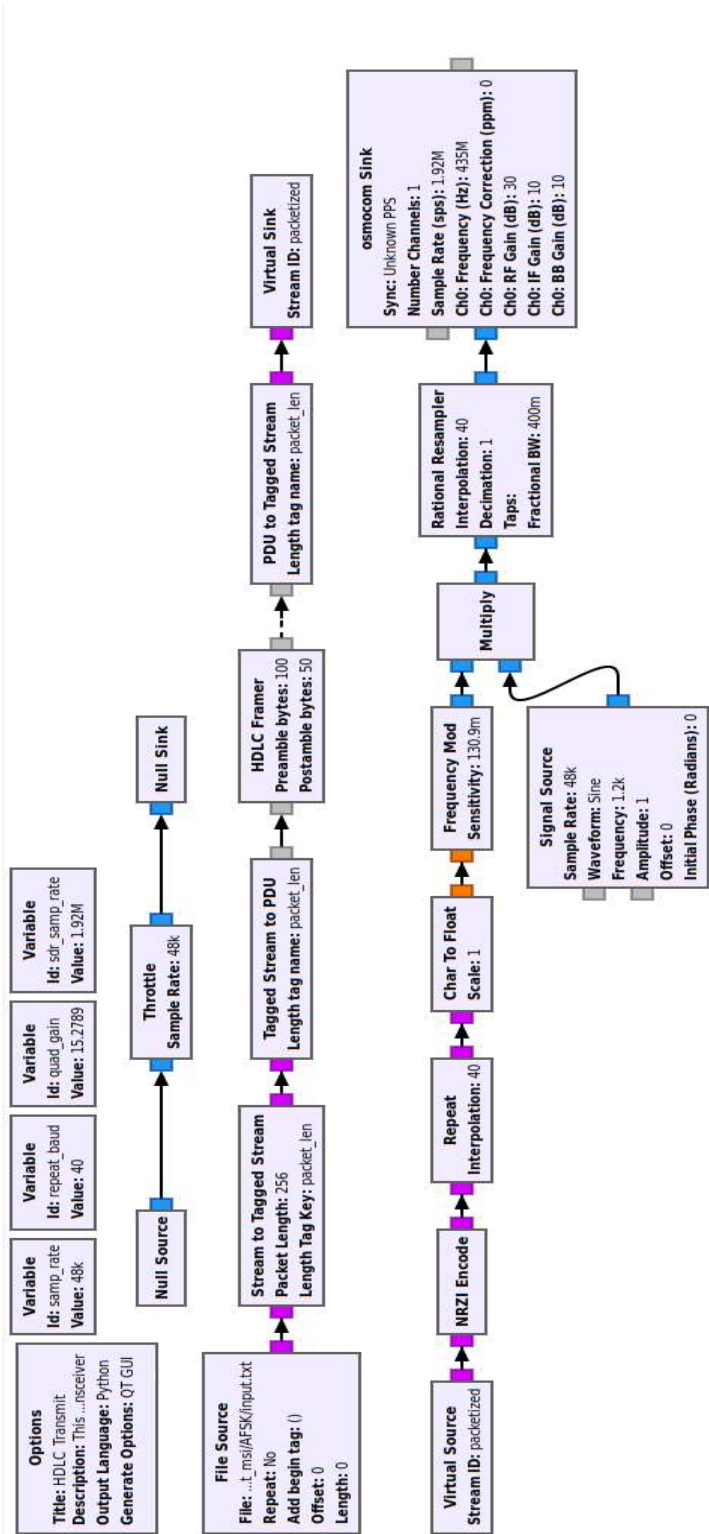 Options
Title: HDLC Transmit
Description: This ...nsceiver
Output Language: Python
Generate Options: QT GUI
Variable
Id: samp_rate
Value: 48k
Variable
Id: repeat_baud
Value: 40
Variable
Id: quad_gain
Value: 15.2789
Variable
Id: sdr_samp_rate
Value: 1.92M
Null Source
Throttle
Sample Rate: 48k
Null Sink
File Source
File: ...t_msi/AFSK/input.txt
Repeat: No
Add begin tag: ()
Offset: 0
Length: 0
Stream to Tagged Stream
Packet Length: 256
Length Tag Key: packet_len
Tagged Stream to PDU
Length tag name: packet_len
HDLC Framer
Preamble bytes: 100
Postamble bytes: 50
PDU to Tagged Stream
Length tag name: packet_len
Virtual Sink
Stream ID: packetized
Virtual Source
Stream ID: packetized
NRZI Encode
Repeat
Interpolation: 40
Char To Float
Scale: 1
Frequency Mod
Sensitivity: 130.9m
Signal Source
Sample Rate: 48k
Waveform: Sine
Frequency: 1.2k
Amplitude: 1
Offset: 0
Initial Phase (Radians): 0
Multiply
Rational Resampler
Interpolation: 40
Decimation: 1
Taps:
Fractional BW: 400m
osmocom Sink
Sync: Unknown PPS
Number Channels: 1
Sample Rate (sps): 1.92M
Ch0: Frequency (Hz): 435M
Ch0: Frequency Correction (ppm): 0
Ch0: RF Gain (dB): 30
Ch0: IF Gain (dB): 10
Ch0: BB Gain (dB): 10